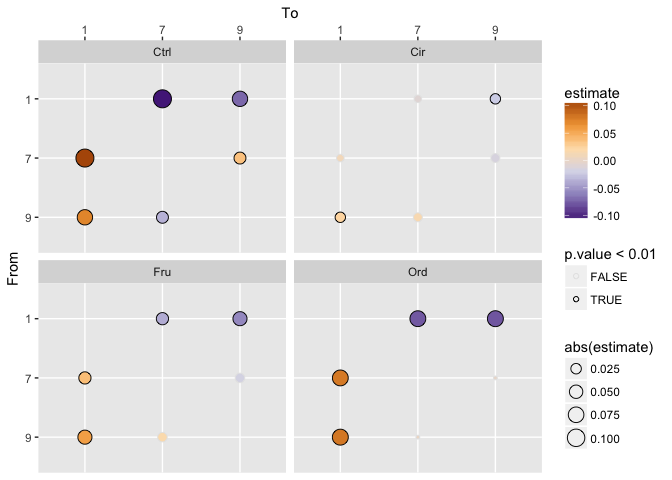 To
1 7 9 1 7 9
Ctrl Cir
1
7
9
From
Fru Ord
1
7
9
estimate
0.10
0.05
0.00
-0.05
-0.10
p.value < 0.01
FALSE
TRUE
abs(estimate)
0.025
0.050
0.075
0.100